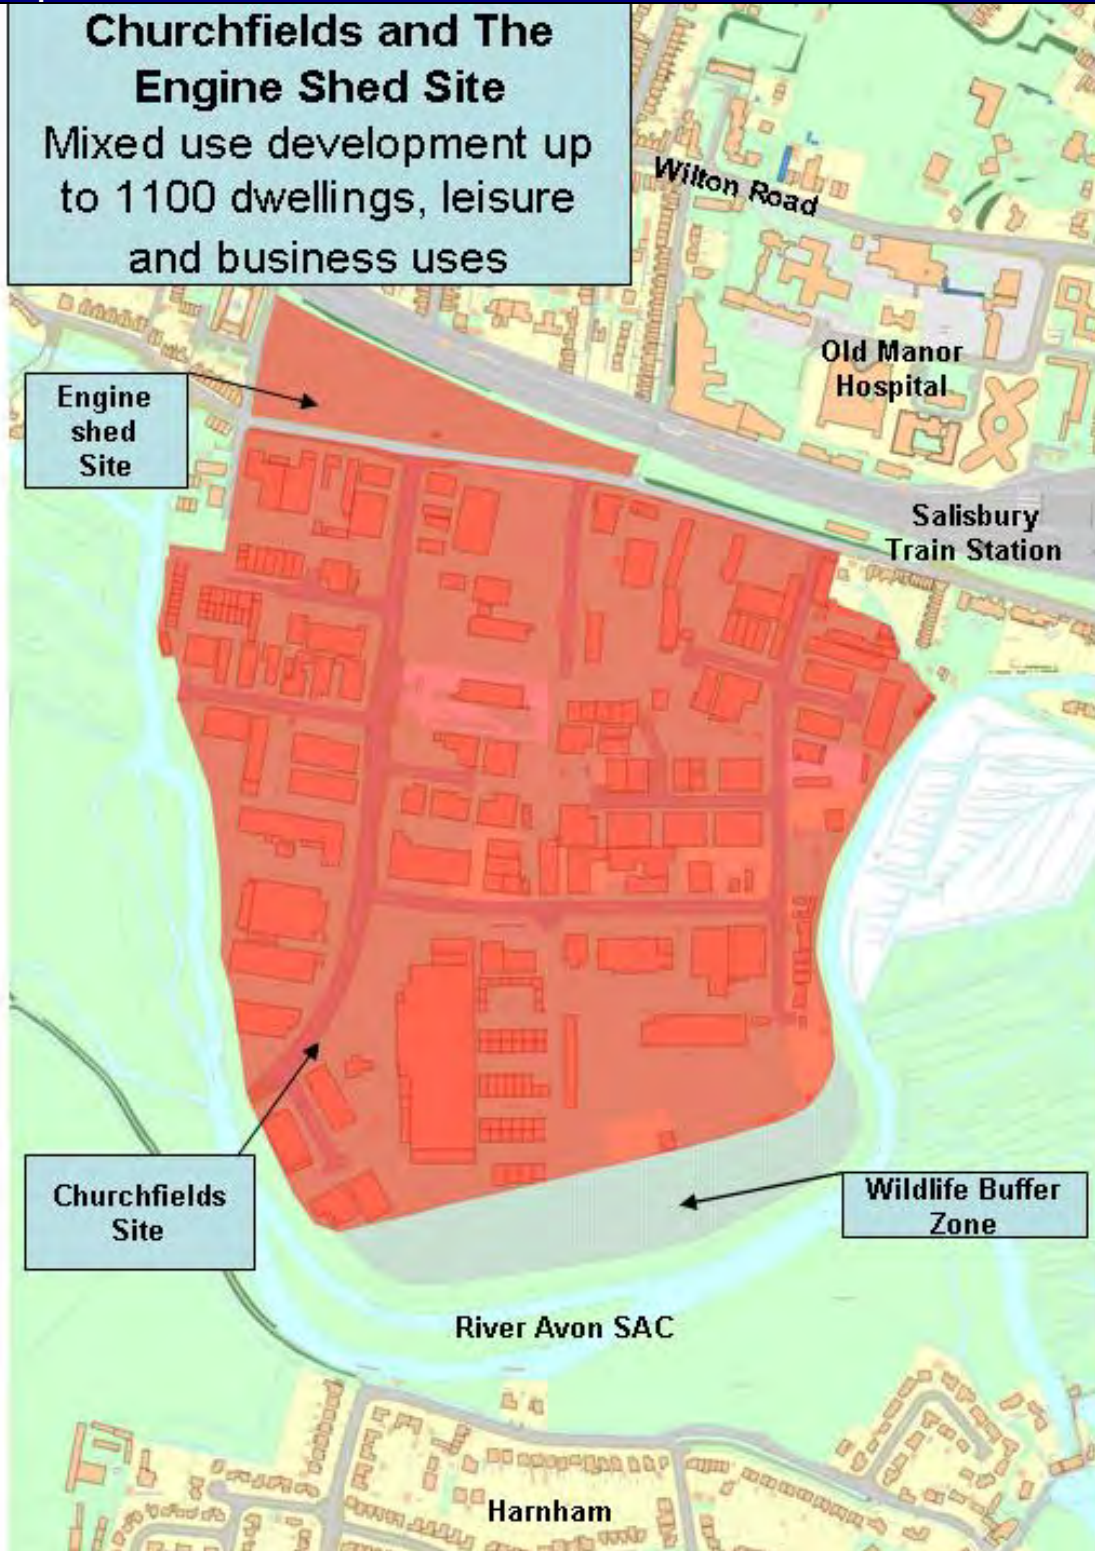 Churchfields and The
Engine Shed Site
Mixed use development up
to 1100 dwellings, leisure
and business uses
Wilton Road
Old Manor
Hospital
Engine
shed
Site
Salisbury
Train Station
Churchfields
Site
Wildlife Buffer
Zone
River Avon SAC
Harnham